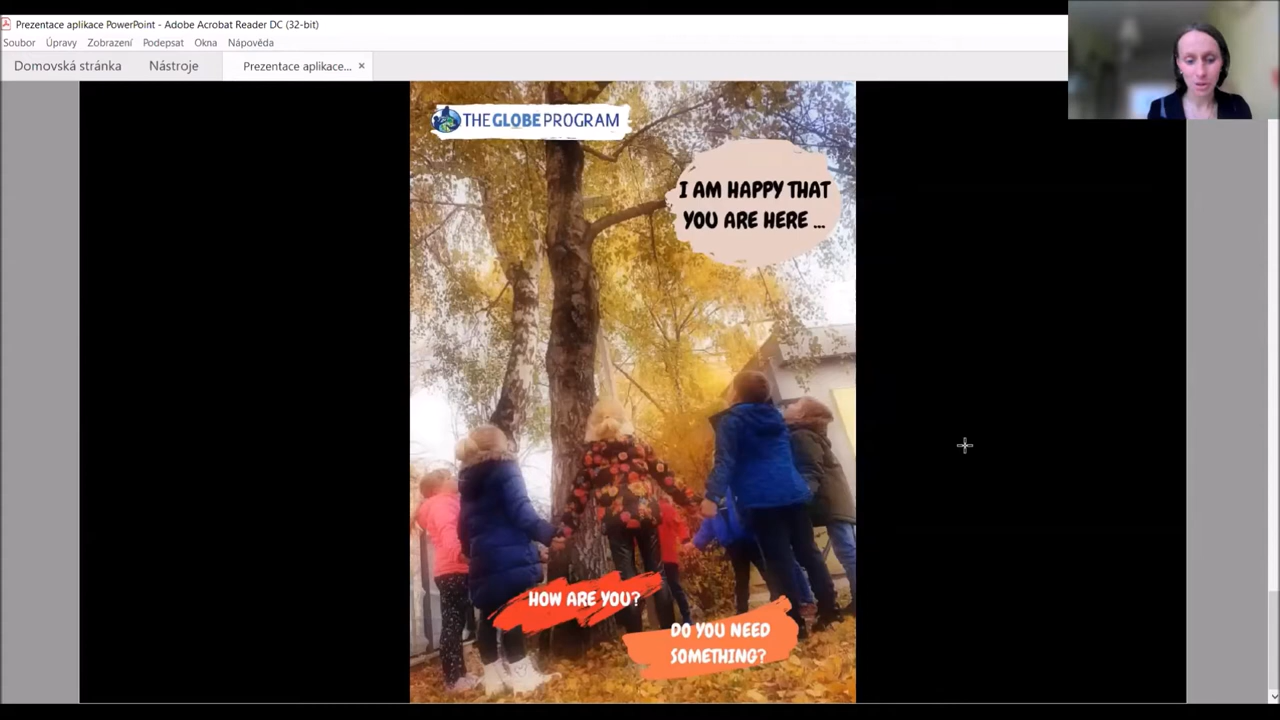 Prezentace aplikace PowerPoint - Adobe Acrobat Reader DC (32-bit)
Soubor Úpravy Zobrazení Podepsat Okna Nápověda
Domovská stránka Nástroje Prezentace aplikace... ×
THE GLOBE PROGRAM
I AM HAPPY THAT
YOU ARE HERE ...
HOW ARE YOU?
DO YOU NEED
SOMETHING?